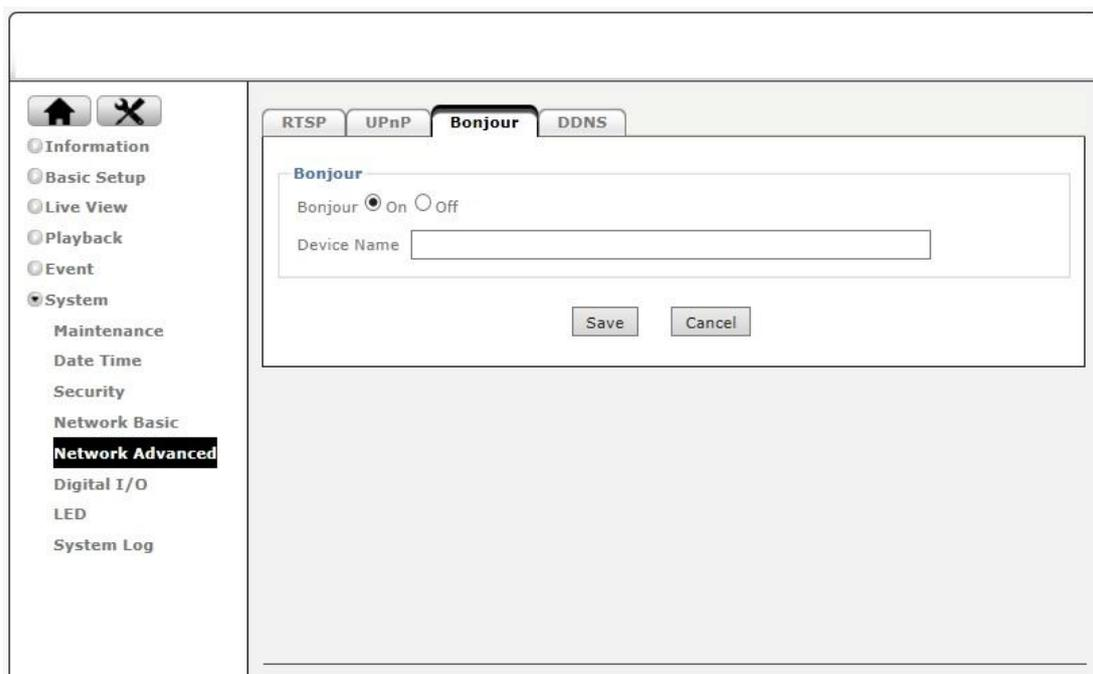 Information
Basic Setup
Live View
Playback
Event
System
Maintenance
Date Time
Security
Network Basic
Network Advanced
Digital I/O
LED
System Log
RTSP UPnP Bonjour DDNS
Bonjour
Bonjour On Off
Device Name
Save Cancel